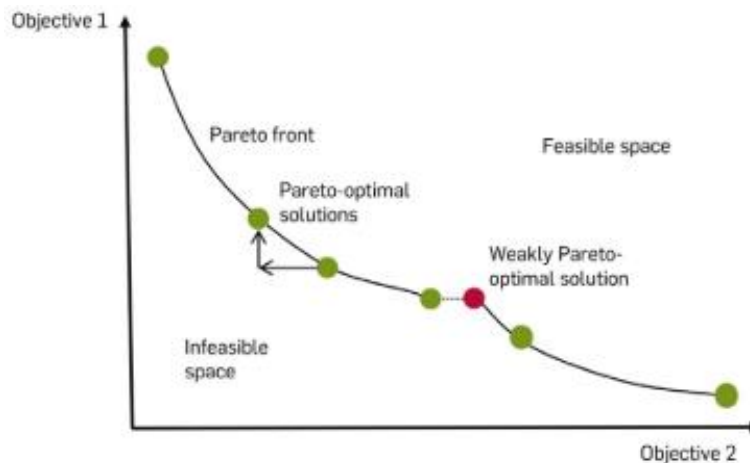 Objective 1
Pareto front
Feasible space
Pareto-optimal
solutions
Weakly Pareto-
optimal solution
Infeasible
space
Objective 2